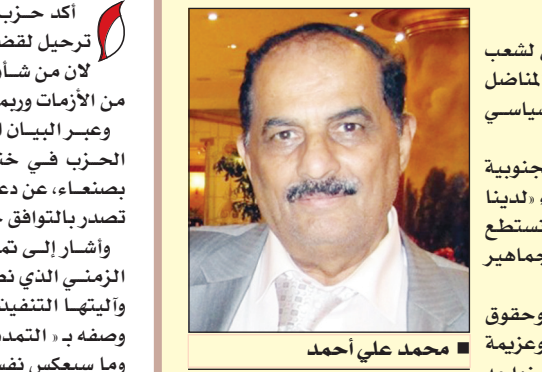 لشعب
لمناضل
سياسي
جنوبية
«لدينا
تستطع
جماهير
وحقوق
وعزيمة
■ محمد علي أحمد
أكد حزب
ترحيل لقض
لان من شأن
من الأزمات وربم
وعبر البيان ا
الحزب في خت
بصنعاء، عن دع
تصدر بالتوافق
وأشار إلى تم
الزمني الذي نص
وآليتها التنفيذ
وصفه بـ « التمد
وما سيعكس نفس